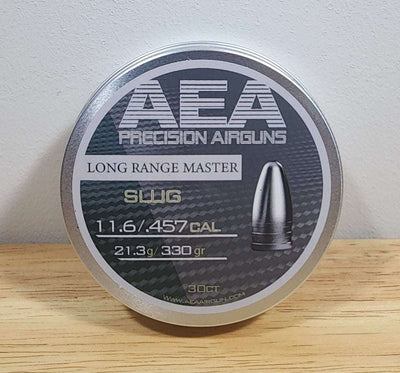 AEA
PRECISION AIRGUNS
LONG RANGE MASTER
SLUG
11.6/.457 CAL
21.3g/330 gr
30CT
WWW.AEAAIRGUN.COM